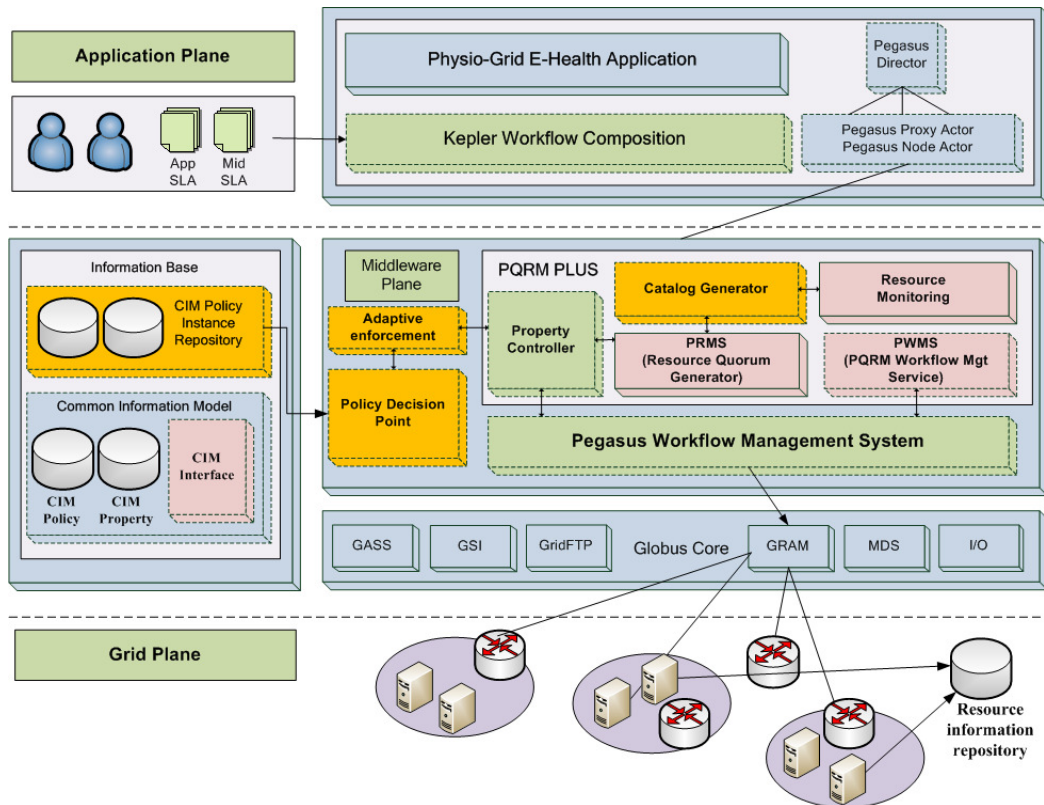 Application Plane
App
SLA
Mid
SLA
Physio-Grid E-Health Application
Kepler Workflow Composition
Pegasus
Director
Pegasus Proxy Actor
Pegasus Node Actor
Information Base
CIM Policy
Instance
Repository
Common Information Model
CIM
Policy
CIM
Property
CIM
Interface
Middleware
Plane
Adaptive
enforcement
Policy Decision
Point
PQRM PLUS
Property
Controller
Catalog Generator
Resource
Monitoring
PRMS
(Resource Quorum
Generator)
PWMS
(PQRM Workflow Mgt
Service)
Pegasus Workflow Management System
GASS
GSI
GridFTP
Globus Core
GRAM
MDS
I/O
Grid Plane
Resource
information
repository